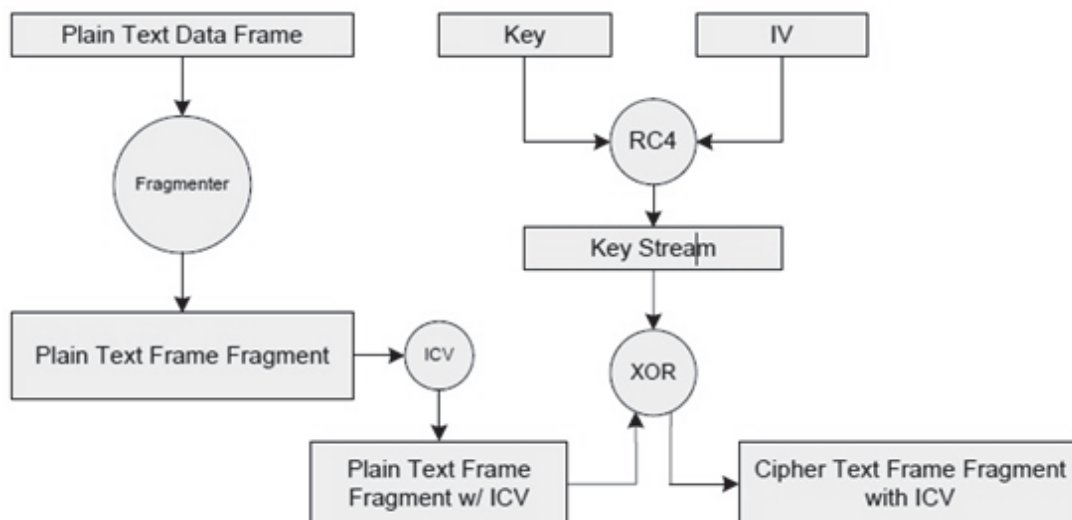 Plain Text Data Frame
Key
IV
RC4
Fragmenter
Key Stream
Plain Text Frame Fragment
ICV
XOR
Plain Text Frame
Fragment w/ ICV
Cipher Text Frame Fragment
with ICV